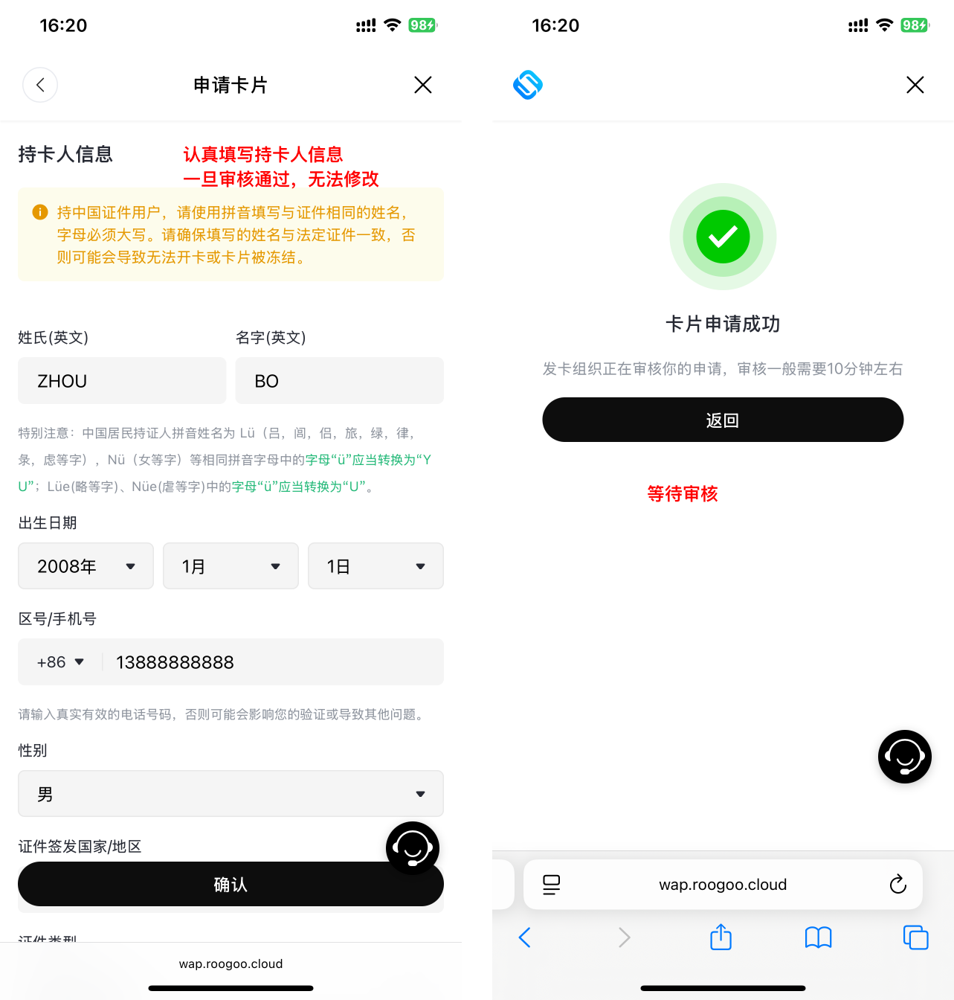 16:20
98
申请卡片
持卡人信息
认真填写持卡人信息
一旦审核通过，无法修改
持中国证件用户，请使用拼音填写与证件相同的姓名，
字母必须大写。请确保填写的姓名与法定证件一致，否
则可能会导致无法开卡或卡片被冻结。
姓氏(英文)
名字(英文)
ZHOU
BO
特别注意：中国居民持证人拼音姓名为 Lü（吕，闾，侣，旅，绿，律，
彔，虑等字），Nü（女等字）等相同拼音字母中的字母“ü”应当转换为“Y
U”；Lüe(略等字)、Nüe(虐等字)中的字母“ü”应当转换为“U”。
出生日期
2008年
1月
1日
区号/手机号
+86
13888888888
请输入真实有效的电话号码，否则可能会影响您的验证或导致其他问题。
性别
男
证件签发国家/地区
确认
证件类型
wap.roogoo.cloud
16:20
98
卡片申请成功
发卡组织正在审核你的申请，审核一般需要10分钟左右
返回
等待审核
wap.roogoo.cloud